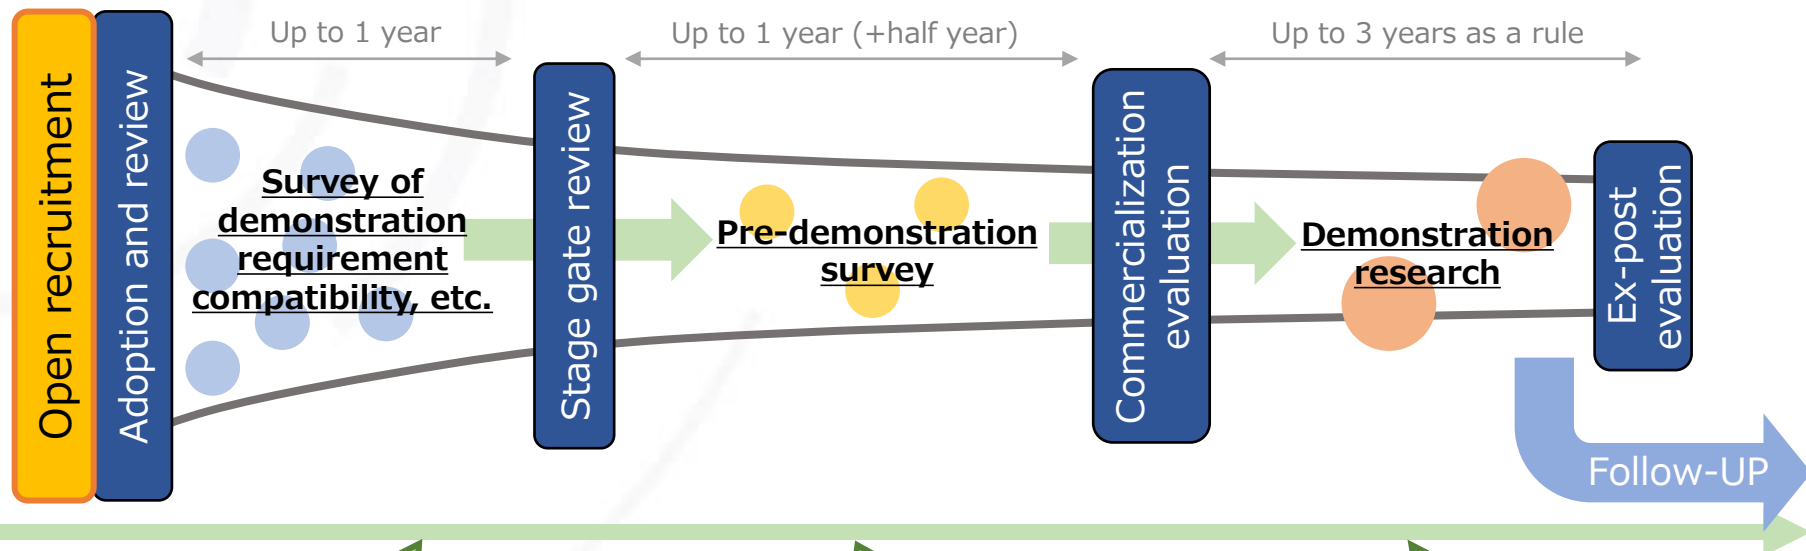 Up to 1 year
Up to 1 year (+half year)
Up to 3 years as a rule
Open recruitment
Adoption and review
Survey of
demonstration
requirement
compatibility, etc.
Stage gate review
Pre-demonstration
survey
Commercialization
evaluation
Demonstration
research
Ex-post
evaluation
Follow-UP